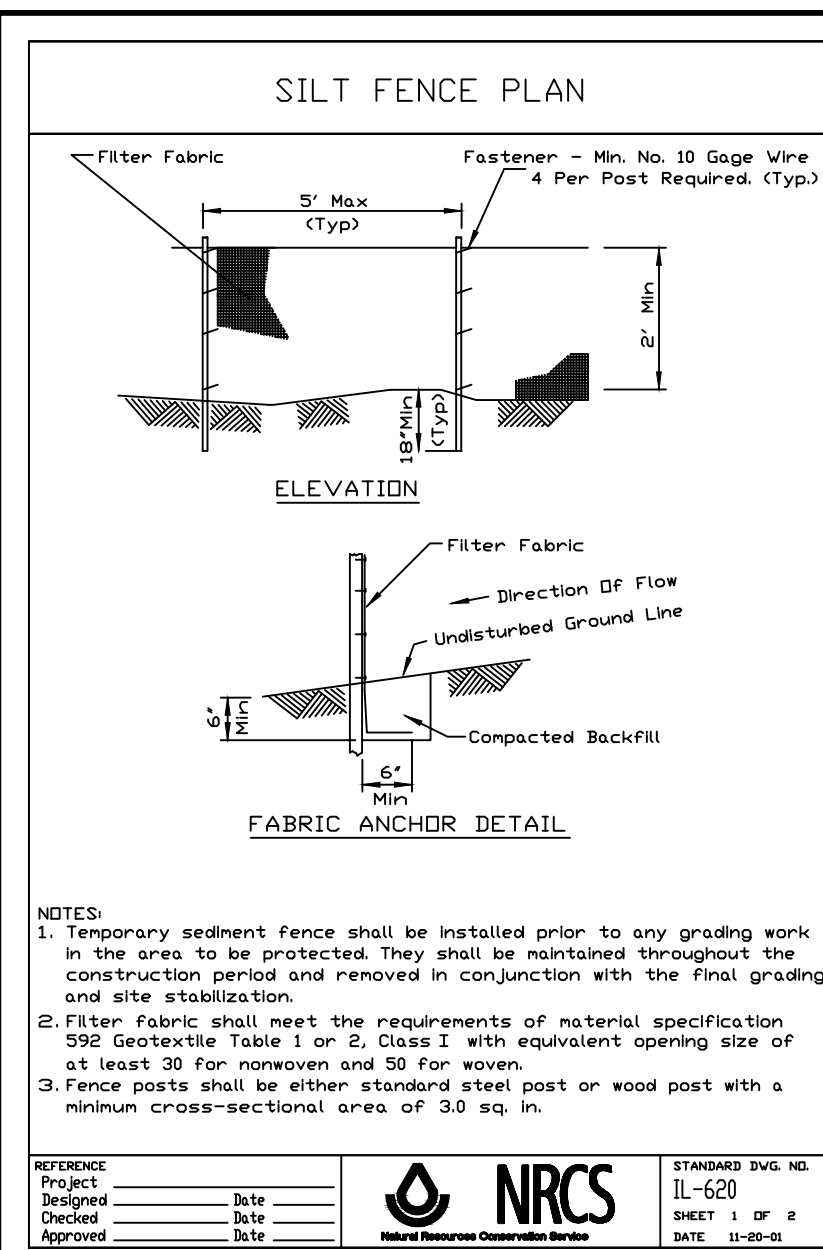 SILT FENCE PLAN
Filter Fabric
Fastener - Min. No. 10 Gage Wire
4 Per Post Required. (Typ.)
5' Max
(Typ)
2' Min
18"Min
(Typ)
ELEVATION
Filter Fabric
Direction Of Flow
Undisturbed Ground Line
6"
Min
Compacted Backfill
6"
Min
FABRIC ANCHOR DETAIL
NOTES:
1. Temporary sediment fence shall be installed prior to any grading work
in the area to be protected. They shall be maintained throughout the
construction period and removed in conjunction with the final grading
and site stabilization.
2. Filter fabric shall meet the requirements of material specification
592 Geotextile Table 1 or 2, Class I with equivalent opening size of
at least 30 for nonwoven and 50 for woven.
3. Fence posts shall be either standard steel post or wood post with a
minimum cross-sectional area of 3.0 sq. in.
REFERENCE
Project
Designed Date
Checked Date
Approved Date
NRCS
Natural Resources Conservation Service
STANDARD DWG. NO.
IL-620
SHEET 1 OF 2
DATE 11-20-01